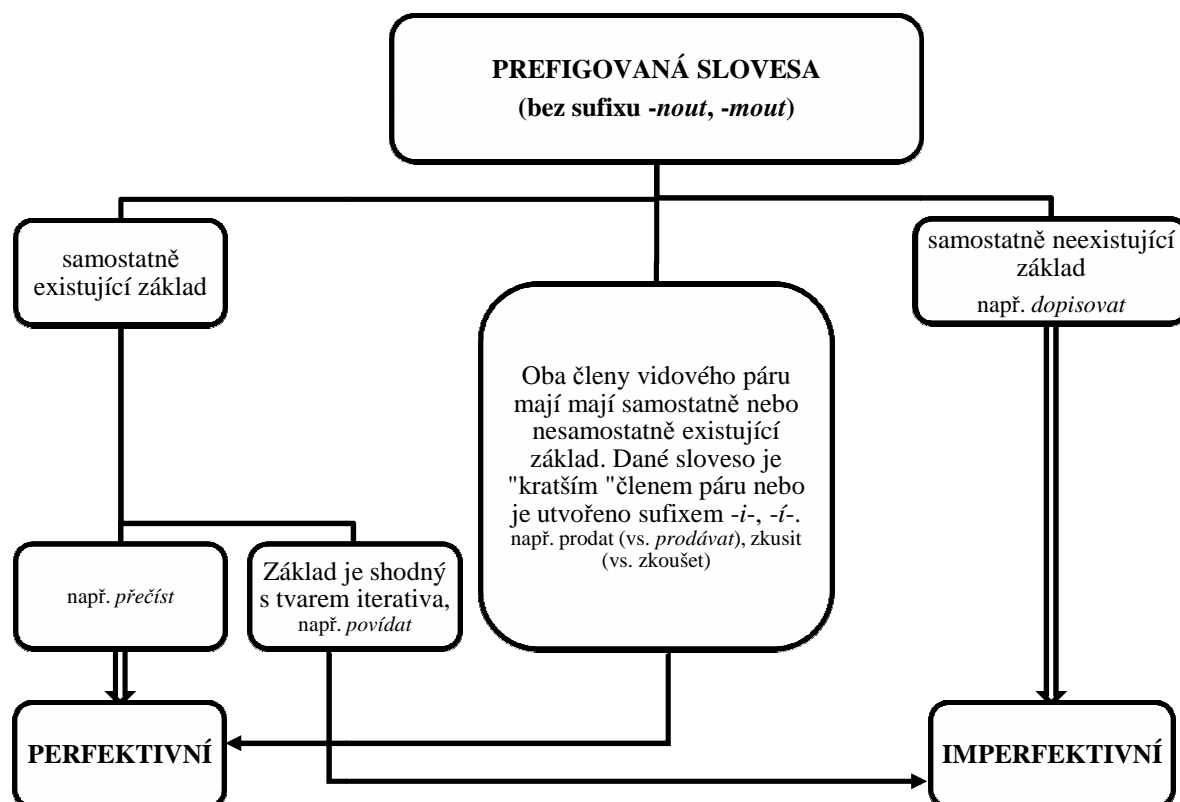 PREFIGOVANÁ SLOVESA
(bez sufixu -nout, -mout)
samostatně
existující základ
samostatně neexistující
základ
např. dopisovat
Oba členy vidového páru
mají mají samostatně nebo
nesamostatně existující
základ. Dané sloveso je
"kratším "členem páru nebo
je utvořeno sufixem -i-, -í-.
např. prodat (vs. prodávat), zkusit
(vs. zkoušet)
např. přečíst
Základ je shodný
s tvarem iterativa,
např. povídat
PERFEKTIVNÍ
IMPERFEKTIVNÍ